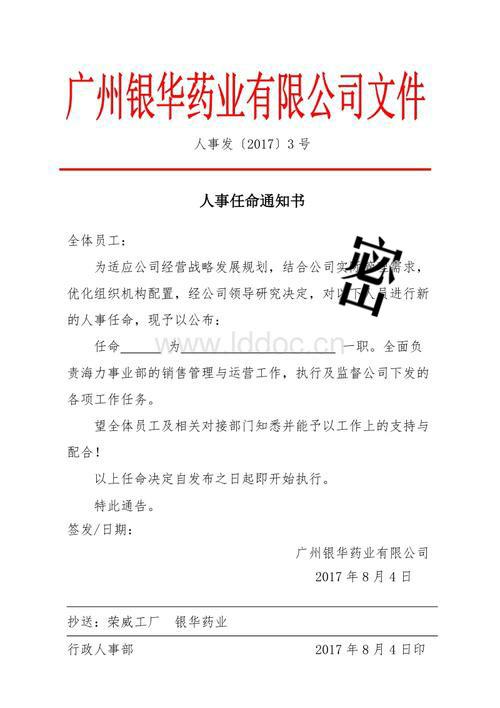 广州银华药业有限公司文件
人事发〔2017〕3 号
人事任命通知书
全体员工：
为适应公司经营战略发展规划，结合公司实际管理需求，
优化组织机构配置，经公司领导研究决定，对以下人员进行新
的人事任命，现予以公布：
密
任命______为______________________一职。全面负
www.lddoc.cn
责海力事业部的销售管理与运营工作，执行及监督公司下发的
各项工作任务。
望全体员工及相关对接部门知悉并能予以工作上的支持与
配合！
以上任命决定自发布之日起即开始执行。
特此通告。
签发/日期：
广州银华药业有限公司
2017 年 8 月 4 日
抄送：荣威工厂 银华药业
行政人事部 2017 年 8 月 4 日印